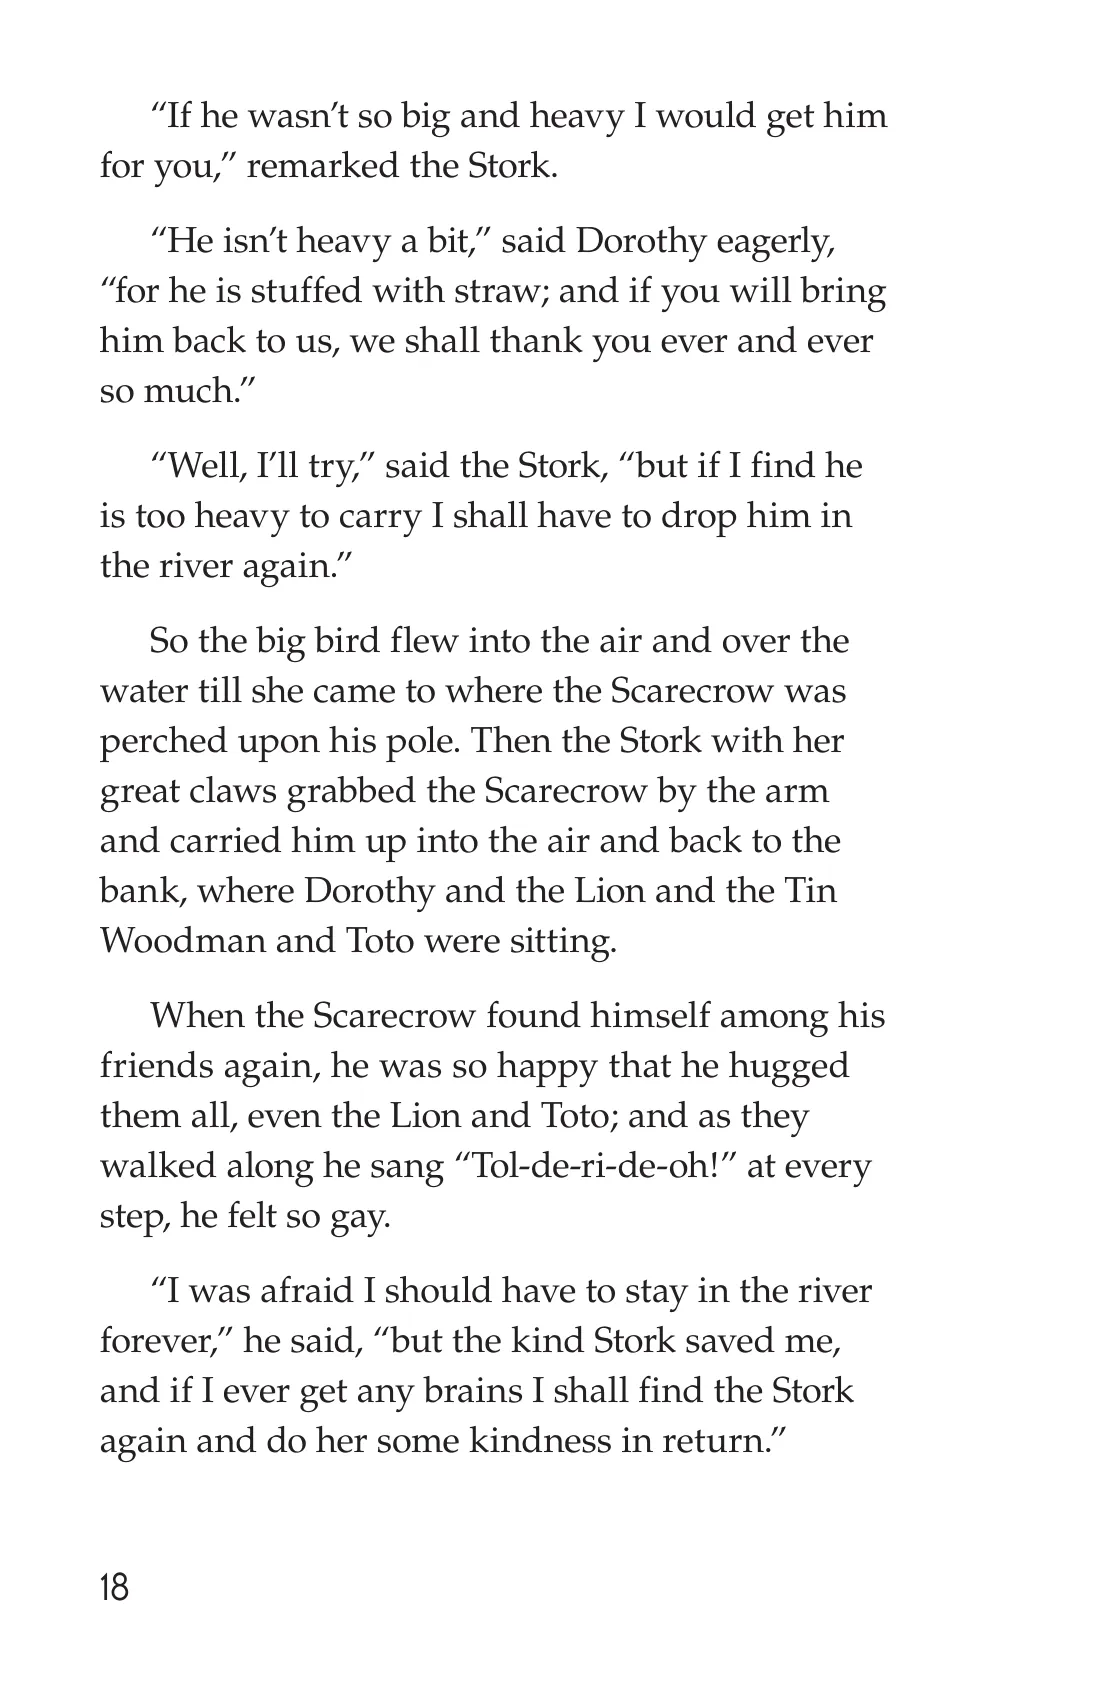 “If he wasn’t so big and heavy I would get him
for you,” remarked the Stork.
“He isn’t heavy a bit,” said Dorothy eagerly,
“for he is stuffed with straw; and if you will bring
him back to us, we shall thank you ever and ever
so much.”
“Well, I’ll try,” said the Stork, “but if I find he
is too heavy to carry I shall have to drop him in
the river again.”
So the big bird flew into the air and over the
water till she came to where the Scarecrow was
perched upon his pole. Then the Stork with her
great claws grabbed the Scarecrow by the arm
and carried him up into the air and back to the
bank, where Dorothy and the Lion and the Tin
Woodman and Toto were sitting.
When the Scarecrow found himself among his
friends again, he was so happy that he hugged
them all, even the Lion and Toto; and as they
walked along he sang “Tol-de-ri-de-oh!” at every
step, he felt so gay.
“I was afraid I should have to stay in the river
forever,” he said, “but the kind Stork saved me,
and if I ever get any brains I shall find the Stork
again and do her some kindness in return.”
18